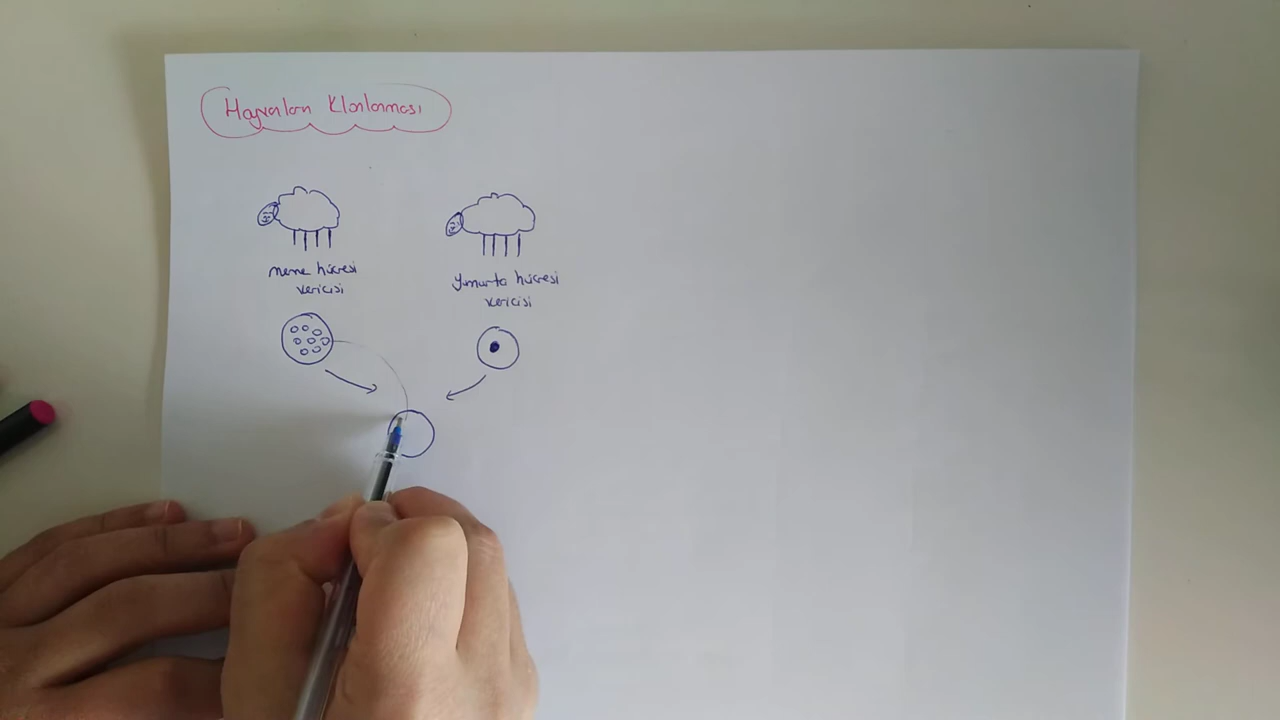 Hayvanların Klonlanması
meme hücresi
vericisi
yumurta hücresi
vericisi